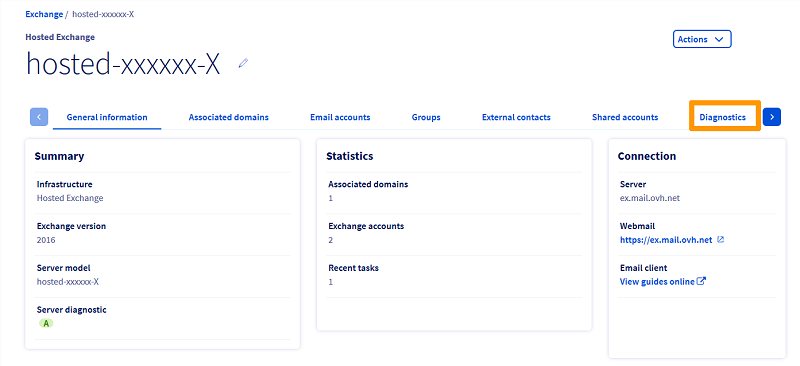 Exchange / hosted-xxxxxx-X
Hosted Exchange
hosted-xxxxxx-X
Actions
General information Associated domains Email accounts Groups External contacts Shared accounts Diagnostics
Summary
Infrastructure
Hosted Exchange
Exchange version
2016
Server model
hosted-xxxxxx-X
Server diagnostic
A
Statistics
Associated domains
1
Exchange accounts
2
Recent tasks
1
Connection
Server
ex.mail.ovh.net
Webmail
https://ex.mail.ovh.net
Email client
View guides online